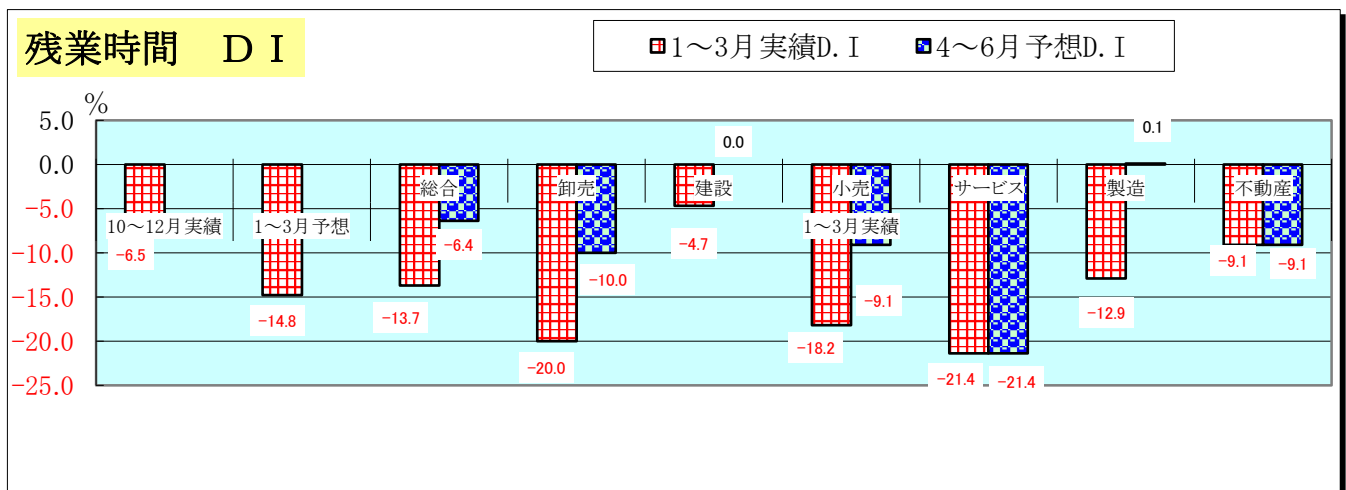 残業時間　ＤＩ
1～3月実績D.I
4～6月予想D.I
%
5.0
0.0
-5.0
-10.0
-15.0
-20.0
-25.0
0.0
0.1
総合
卸売
建設
小売
サービス
製造
不動産
10～12月実績
1～3月予想
1～3月実績
-6.5
-14.8
-13.7
-6.4
-20.0
-10.0
-4.7
-18.2
-9.1
-21.4
-21.4
-12.9
-9.1
-9.1